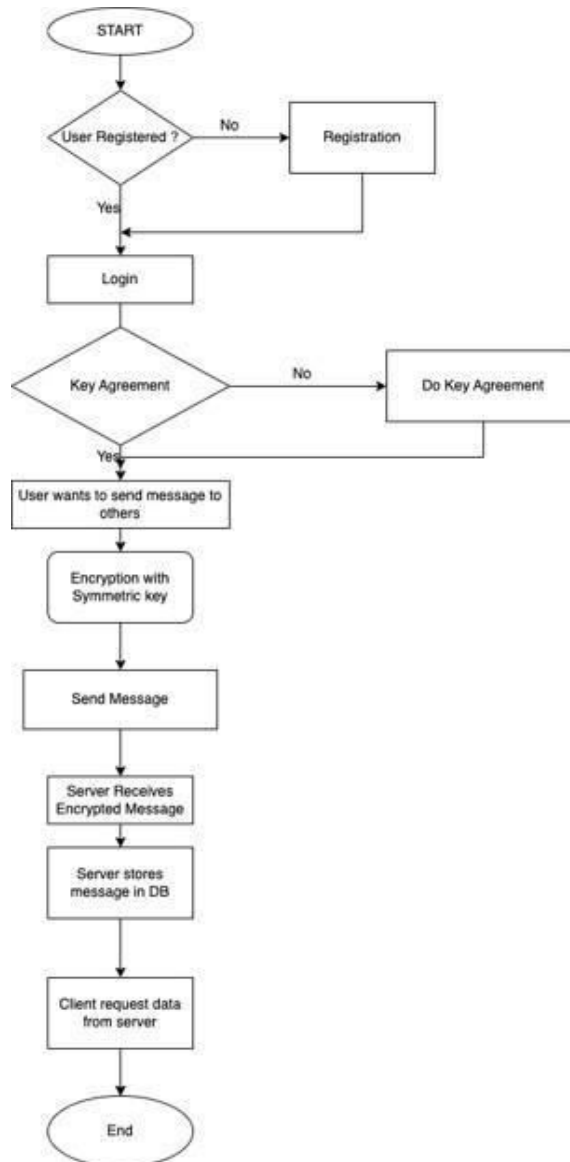 START
User Registered ?
No
Registration
Yes
Login
Key Agreement
No
Do Key Agreement
Yes
User wants to send message to
others
Encryption with
Symmetric key
Send Message
Server Receives
Encrypted Message
Server stores
message in DB
Client request data
from server
End